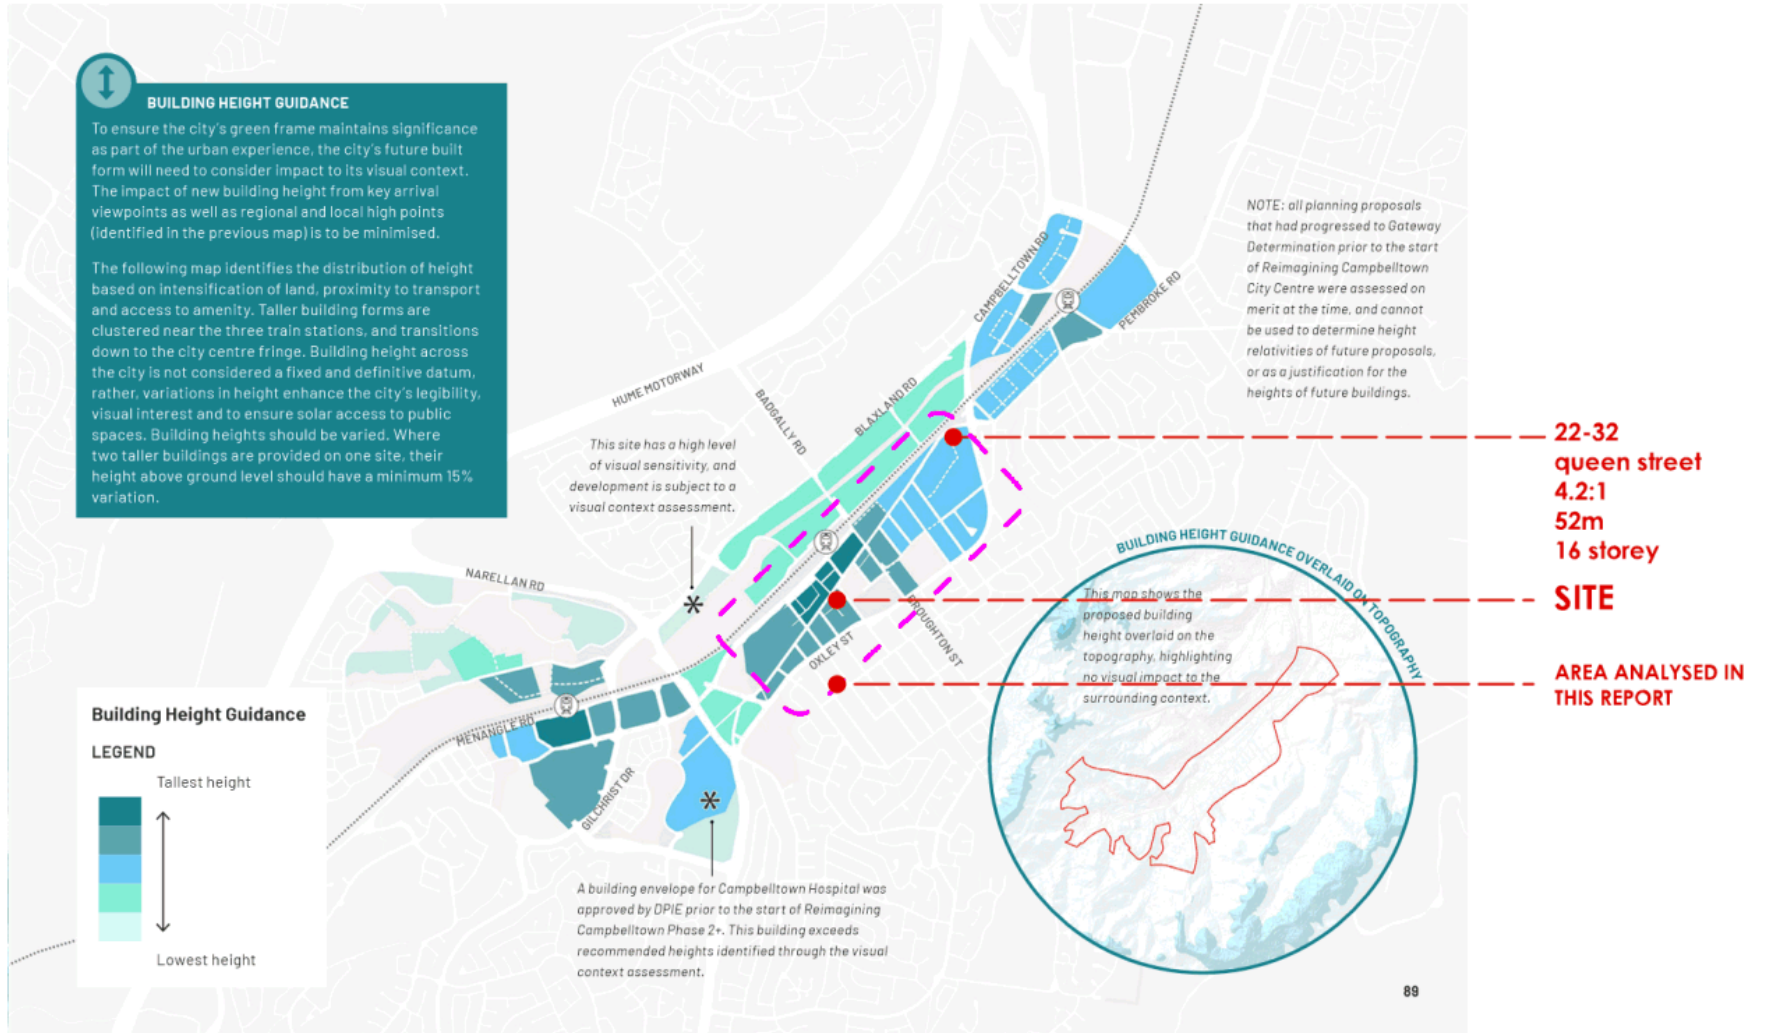 BUILDING HEIGHT GUIDANCE
To ensure the city's green frame maintains significance
as part of the urban experience, the city's future built
form will need to consider impact to its visual context.
The impact of new building height from key arrival
viewpoints as well as regional and local high points
(identified in the previous map) is to be minimised.
The following map identifies the distribution of height
based on intensification of land, proximity to transport
and access to amenity. Taller building forms are
clustered near the three train stations, and transitions
down to the city centre fringe. Building height across
the city is not considered a fixed and definitive datum,
rather, variations in height enhance the city's legibility,
visual interest and to ensure solar access to public
spaces. Building heights should be varied. Where
two taller buildings are provided on one site, their
height above ground level should have a minimum 15%
variation.
NOTE: all planning proposals
that had progressed to Gateway
Determination prior to the start
of Reimagining Campbelltown
City Centre were assessed on
merit at the time, and cannot
be used to determine height
relativities of future proposals,
or as a justification for the
heights of future buildings.
CAMPBELLTOWN RD
PEMBROKE RD
HUME MOTORWAY
BADGALLY RD
BLAXLAND RD
This site has a high level
of visual sensitivity, and
development is subject to a
visual context assessment.
NARELLAN RD
BROUGHTON ST
OXLEY ST
MENANGLE RD
GILCHRIST DR
22-32
queen street
4.2:1
52m
16 storey
SITE
AREA ANALYSED IN
THIS REPORT
BUILDING HEIGHT GUIDANCE OVERLAID ON TOPOGRAPHY
This map shows the
proposed building
height overlaid on the
topography, highlighting
no visual impact to the
surrounding context.
Building Height Guidance
LEGEND
Tallest height
Lowest height
A building envelope for Campbelltown Hospital was
approved by DPIE prior to the start of Reimagining
Campbelltown Phase 2+. This building exceeds
recommended heights identified through the visual
context assessment.
89